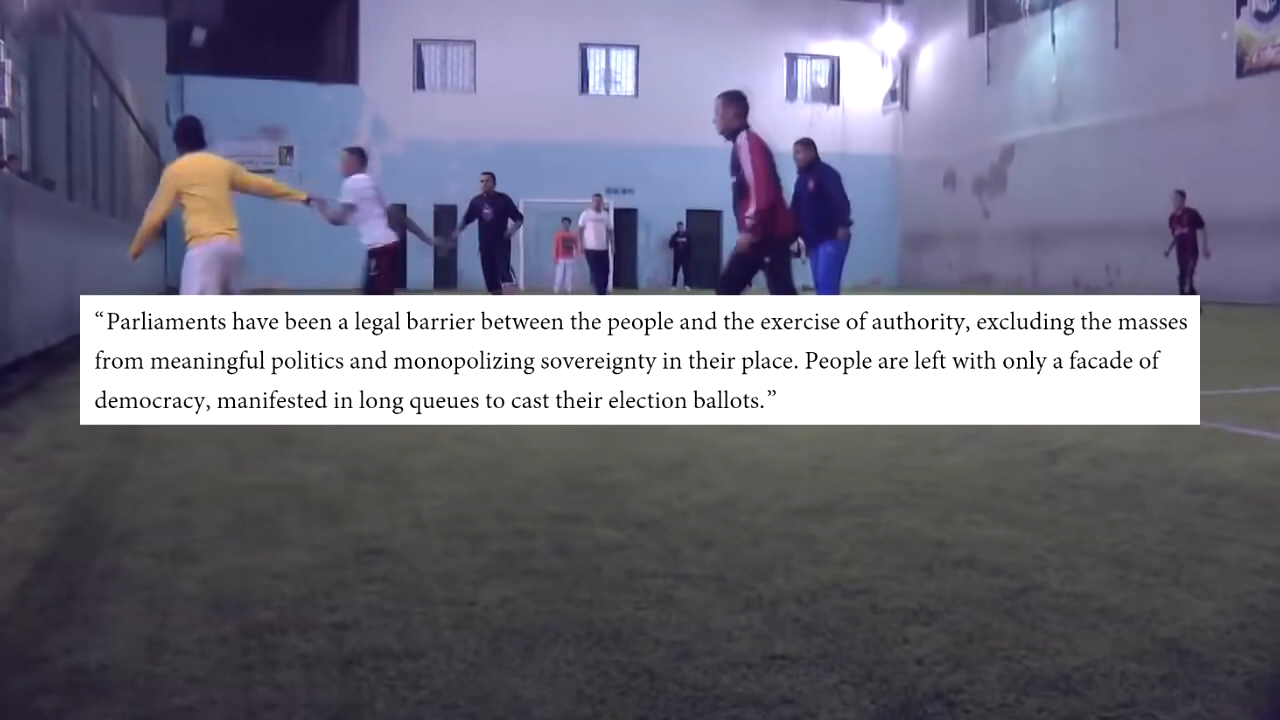 “Parliaments have been a legal barrier between the people and the exercise of authority, excluding the masses
from meaningful politics and monopolizing sovereignty in their place. People are left with only a facade of
democracy, manifested in long queues to cast their election ballots.”